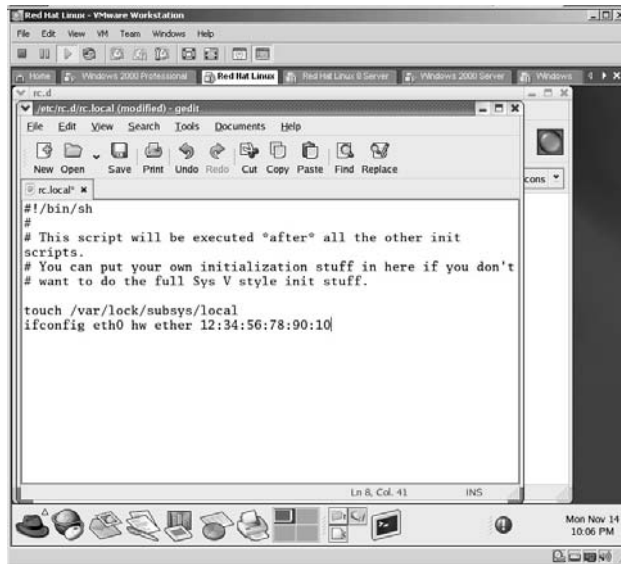 Red Hat Linux - VMware Workstation
File Edit View VM Team Windows Help
Home Windows 2000 Professional Red Hat Linux Red Hat Linux 8 Server Windows 2000 Server Windows
rc.d
/etc/rc.d/rc.local (modified) - gedit
File Edit View Search Tools Documents Help
New Open Save Print Undo Redo Cut Copy Paste Find Replace
cons
rc.local*
#!/bin/sh
#
# This script will be executed *after* all the other init
scripts.
# You can put your own initialization stuff in here if you don't
# want to do the full Sys V style init stuff.
touch /var/lock/subsys/local
ifconfig eth0 hw ether 12:34:56:78:90:10
Ln 8, Col. 41 INS
Mon Nov 14
10:06 PM